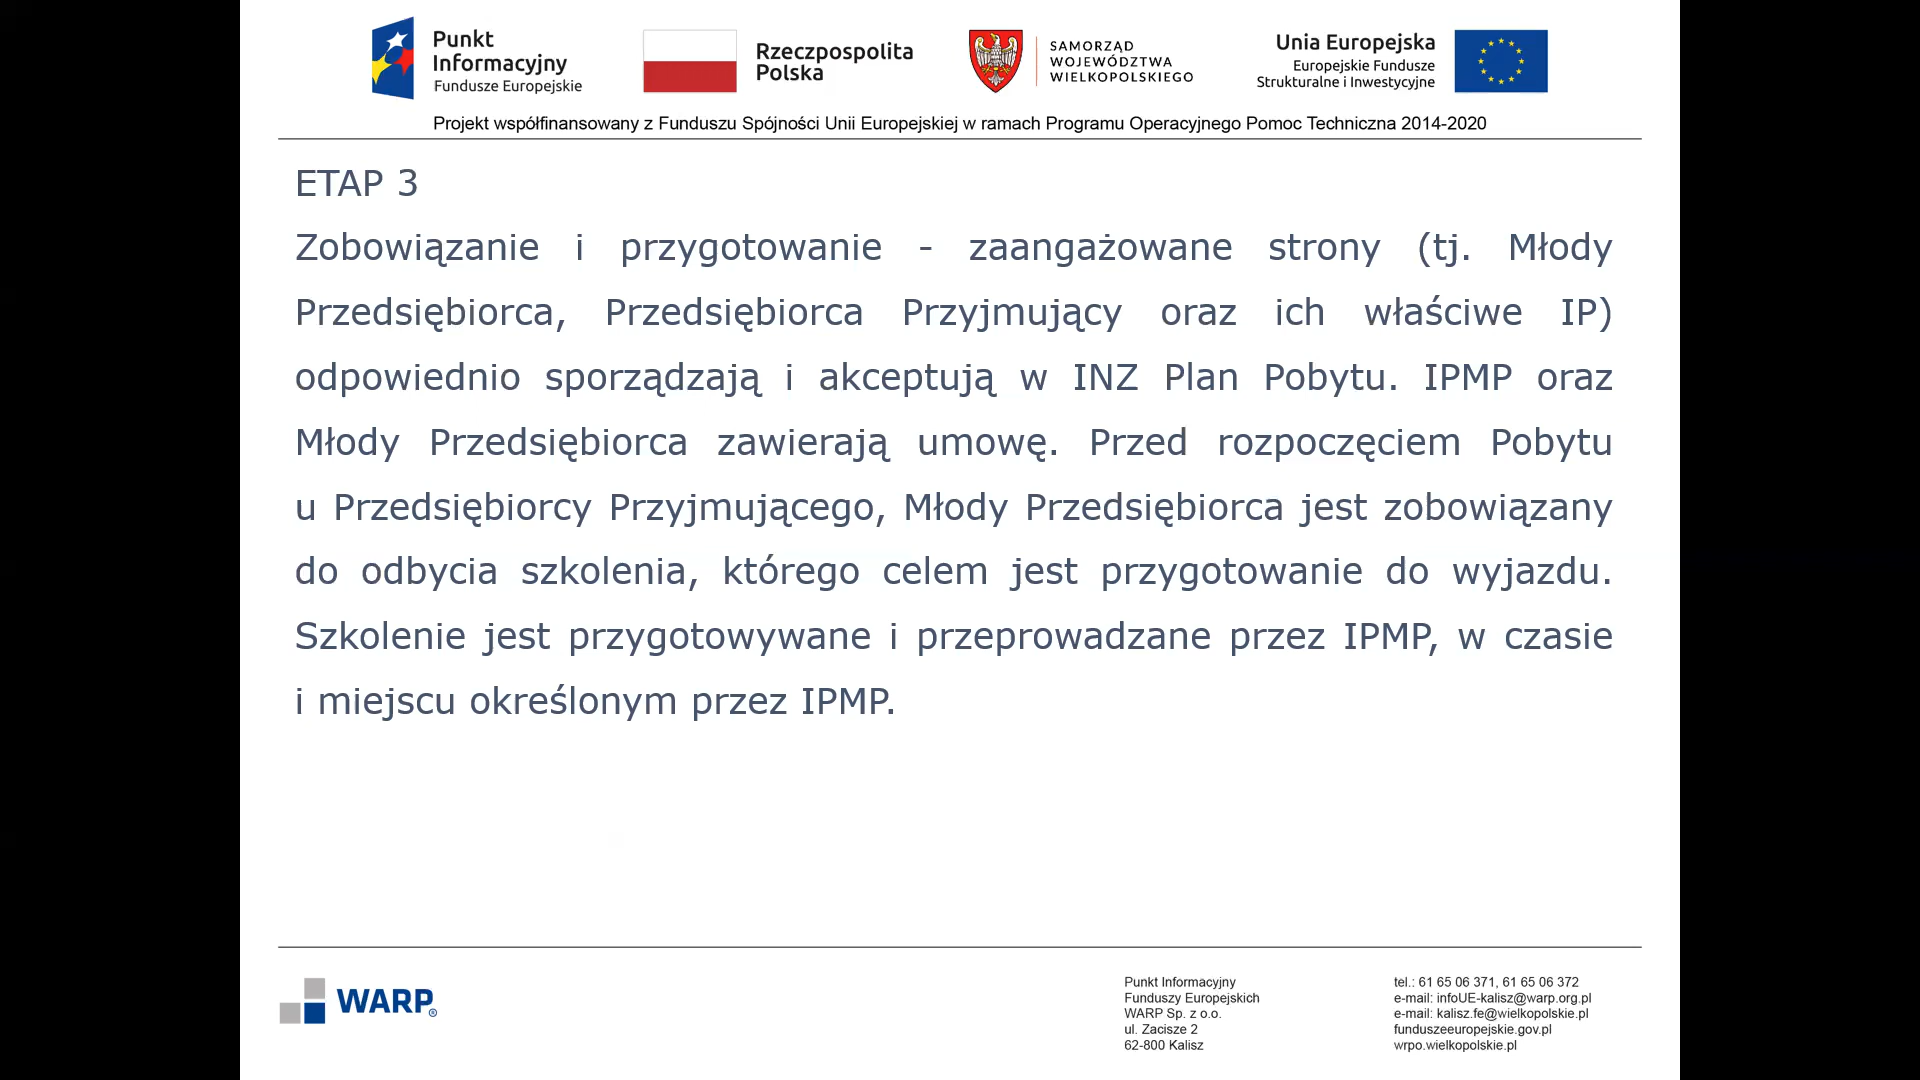 Punkt
Informacyjny
Fundusze Europejskie
Rzeczpospolita
Polska
SAMORZĄD
WOJEWÓDZTWA
WIELKOPOLSKIEGO
Unia Europejska
Europejskie Fundusze
Strukturalne i Inwestycyjne
Projekt współfinansowany z Funduszu Spójności Unii Europejskiej w ramach Programu Operacyjnego Pomoc Techniczna 2014-2020
ETAP 3
Zobowiązanie i przygotowanie - zaangażowane strony (tj. Młody
Przedsiębiorca, Przedsiębiorca Przyjmujący oraz ich właściwe IP)
odpowiednio sporządzają i akceptują w INZ Plan Pobytu. IPMP oraz
Młody Przedsiębiorca zawierają umowę. Przed rozpoczęciem Pobytu
u Przedsiębiorcy Przyjmującego, Młody Przedsiębiorca jest zobowiązany
do odbycia szkolenia, którego celem jest przygotowanie do wyjazdu.
Szkolenie jest przygotowywane i przeprowadzane przez IPMP, w czasie
i miejscu określonym przez IPMP.
WARP®
Punkt Informacyjny
Funduszy Europejskich
WARP Sp. z o.o.
ul. Zacisze 2
62-800 Kalisz
tel.: 61 65 06 371, 61 65 06 372
e-mail: infoUE-kalisz@warp.org.pl
e-mail: kalisz.fe@wielkopolskie.pl
funduszeeuropejskie.gov.pl
wrpo.wielkopolskie.pl